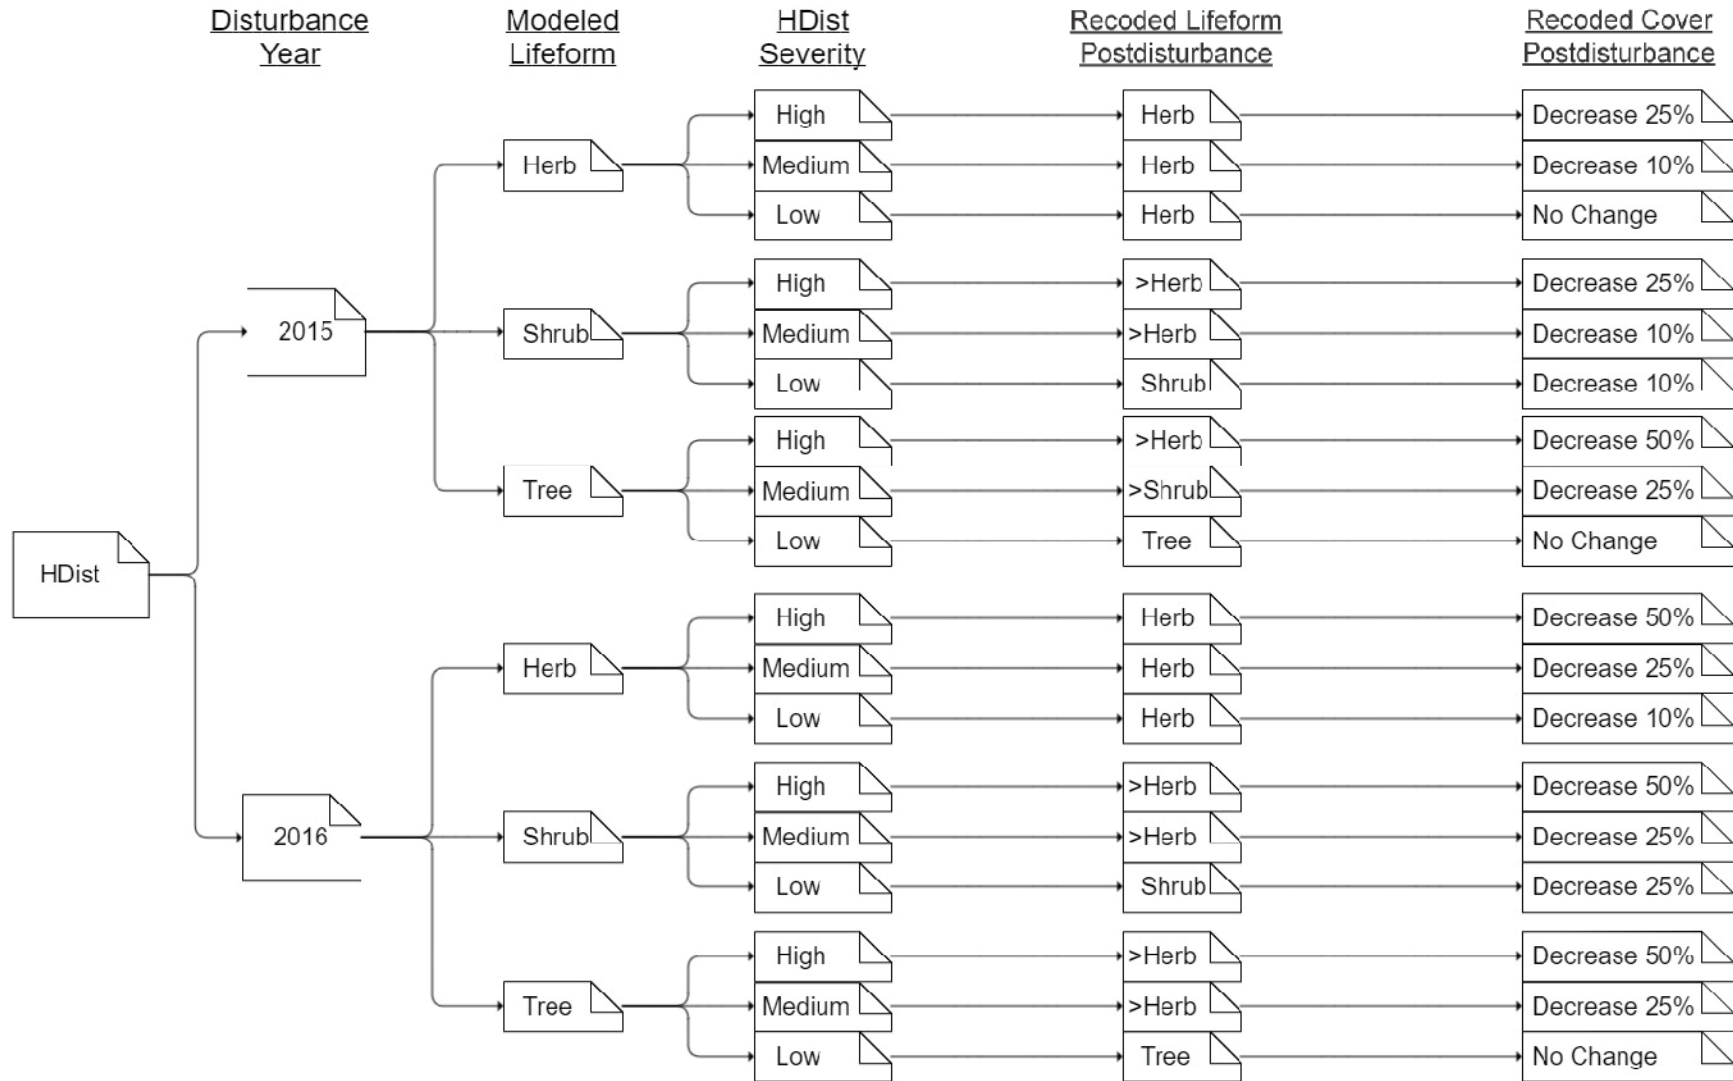 Disturbance Year
Modeled Lifeform
HDist Severity
Recoded Lifeform Postdisturbance
Recoded Cover Postdisturbance
HDist
2015
Herb
High
Herb
Decrease 25%
Medium
Herb
Decrease 10%
Low
Herb
No Change
Shrub
High
>Herb
Decrease 25%
Medium
>Herb
Decrease 10%
Low
Shrub
Decrease 10%
Tree
High
>Herb
Decrease 50%
Medium
>Shrub
Decrease 25%
Low
Tree
No Change
2016
Herb
High
Herb
Decrease 50%
Medium
Herb
Decrease 25%
Low
Herb
Decrease 10%
Shrub
High
>Herb
Decrease 50%
Medium
>Herb
Decrease 25%
Low
Shrub
Decrease 25%
Tree
High
>Herb
Decrease 50%
Medium
>Herb
Decrease 25%
Low
Tree
No Change